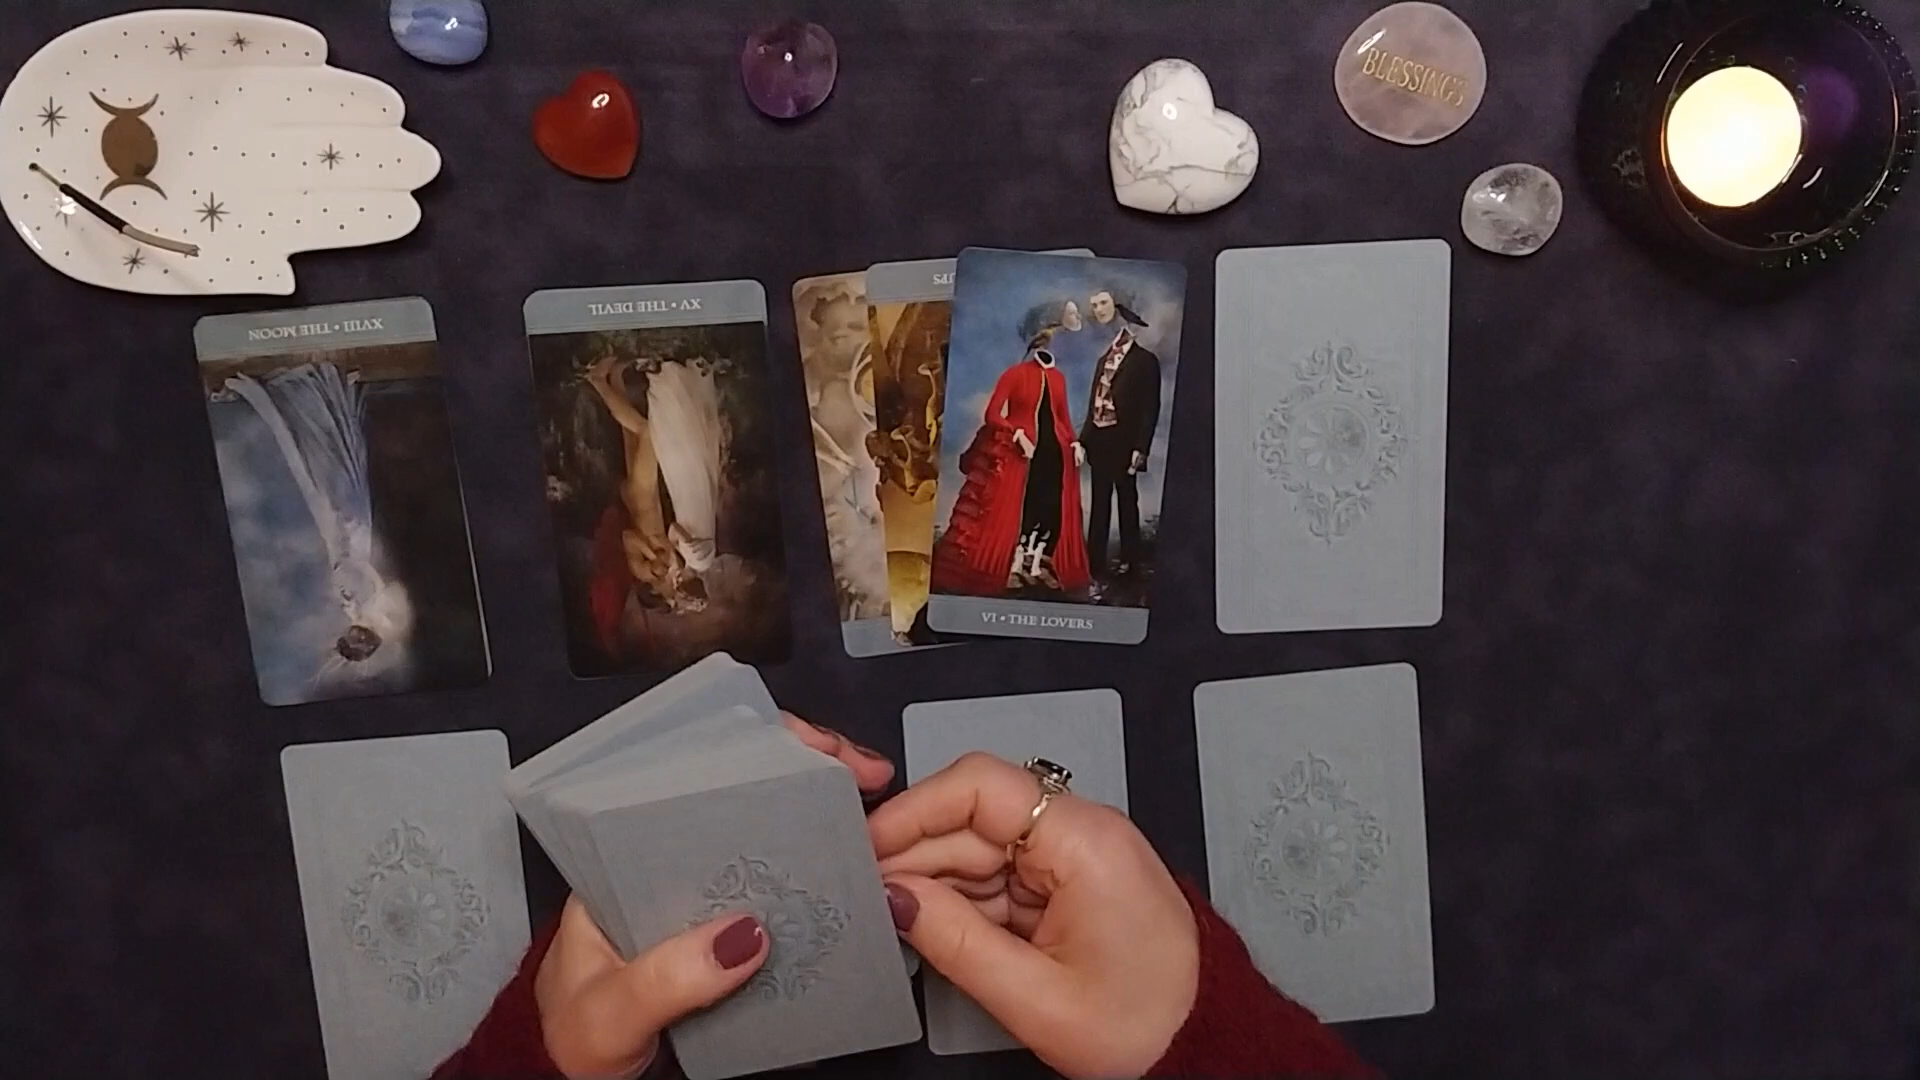 BLESSINGS
XVIII • THE MOON
XV • THE DEVIL
VI • THE LOVERS